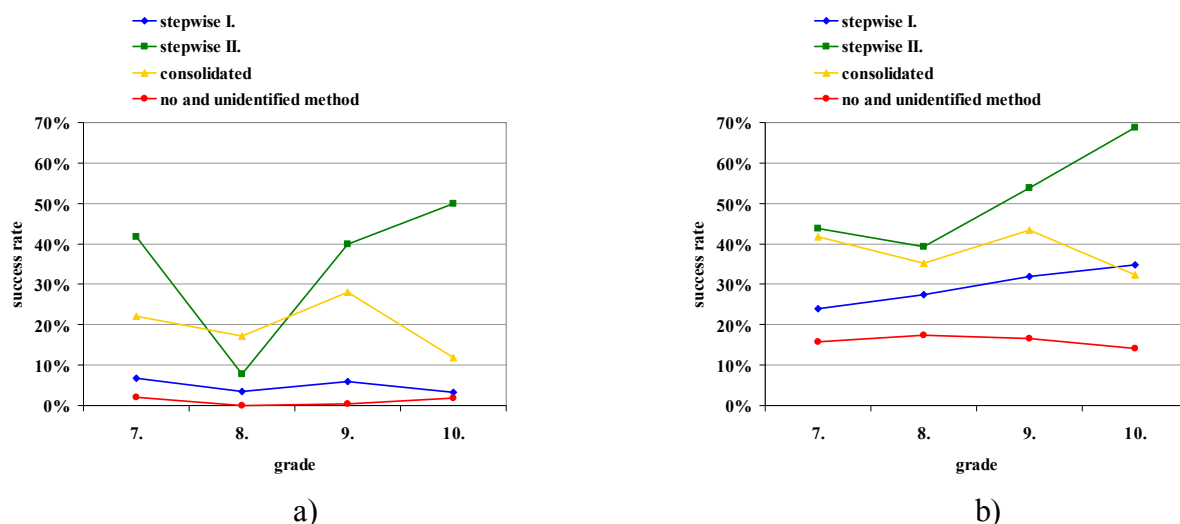 stepwise I.
stepwise II.
consolidated
no and unidentified method
70%
60%
50%
40%
30%
20%
10%
0%
success rate
7. 8. 9. 10.
grade
a)
stepwise I.
stepwise II.
consolidated
no and unidentified method
70%
60%
50%
40%
30%
20%
10%
0%
success rate
7. 8. 9. 10.
grade
b)